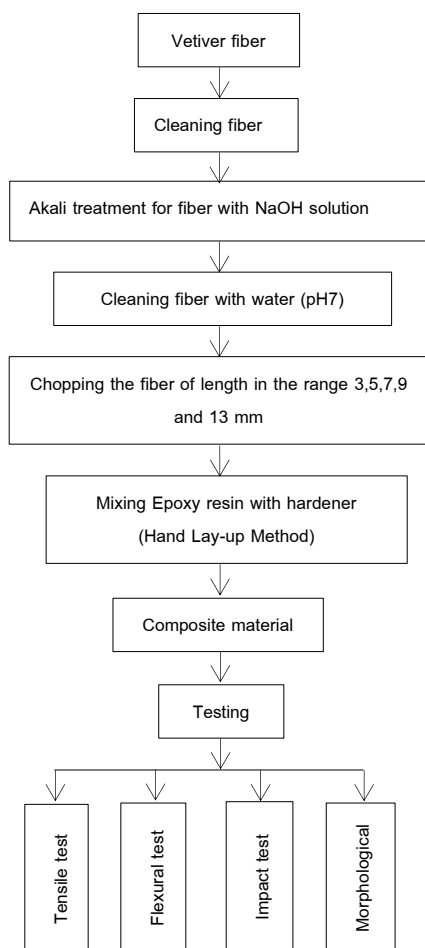 Vetiver fiber
Cleaning fiber
Akali treatment for fiber with NaOH solution
Cleaning fiber with water (pH7)
Chopping the fiber of length in the range 3,5,7,9
and 13 mm
Mixing Epoxy resin with hardener
(Hand Lay-up Method)
Composite material
Testing
Tensile test
Flexural test
Impact test
Morphological